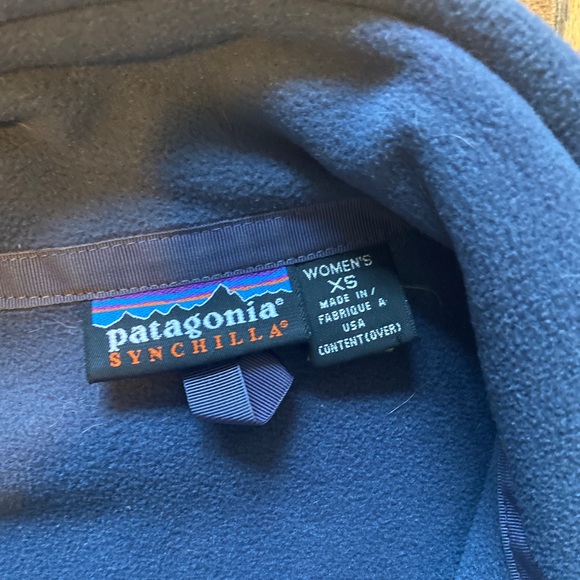 patagonia®
SYNCHILLA®
WOMEN'S
XS
MADE IN/
FABRIQUE A
USA
CONTENT(OVER)